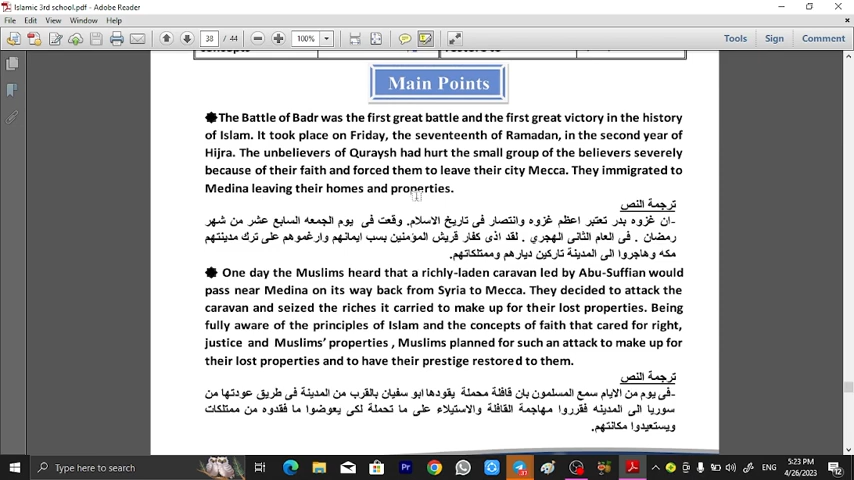 Islamic 3rd school.pdf - Adobe Reader
File Edit View Window Help
38 / 44 100% Tools Sign Comment
concepts restore to
Main Points
The Battle of Badr was the first great battle and the first great victory in the history
of Islam. It took place on Friday, the seventeenth of Ramadan, in the second year of
Hijra. The unbelievers of Quraysh had hurt the small group of the believers severely
because of their faith and forced them to leave their city Mecca. They immigrated to
Medina leaving their homes and properties.
ترجمة النص
-ان غزوه بدر تعتبر اعظم غزوه وانتصار فى تاريخ الاسلام. وقعت فى يوم الجمعه السابع عشر من شهر
رمضان . فى العام الثانى الهجري . لقد اذى كفار قريش المؤمنين بسب ايمانهم وارغموهم على ترك مدينتهم
مكه وهاجروا الى المدينة تاركين ديارهم وممتلكاتهم.
One day the Muslims heard that a richly-laden caravan led by Abu-Suffian would
pass near Medina on its way back from Syria to Mecca. They decided to attack the
caravan and seized the riches it carried to make up for their lost properties. Being
fully aware of the principles of Islam and the concepts of faith that cared for right,
justice and Muslims' properties , Muslims planned for such an attack to make up for
their lost properties and to have their prestige restored to them.
ترجمة النص
-فى يوم من الايام سمع المسلمون بان قافلة محملة يقودها ابو سفيان بالقرب من المدينة فى طريق عودتها من
سوريا الى المدينه فقرروا مهاجمة القافلة والاستيلاء على ما تحملة لكى يعوضوا ما فقدوه من ممتلكات
ويستعيدوا مكانتهم.
Type here to search
ENG
5:23 PM
4/26/2023